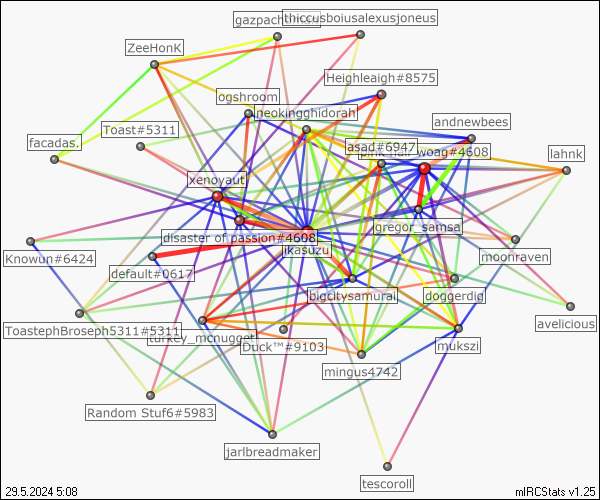 thiccusboiusalexusjoneus
ZeeHonK
Heighleigh#8575
ogshroom
neokingghidorah
andnewbees
Toast#5311
asad#6947
woag#4608
facadas.
lahnk
xenoyaut
gregor_samsa
disaster of passion#4608
ikasuzu
Knowun#6424
moonraven
default#0617
bigcitysamurai
doggerdig
avelicious
ToastephBroseph5311#5311
turkey_mcnugget
Duck™#9103
mukszi
mingus4742
Random Stuf6#5983
jarlbreadmaker
tescoroll
29.5.2024 5:08
mIRCStats v1.25